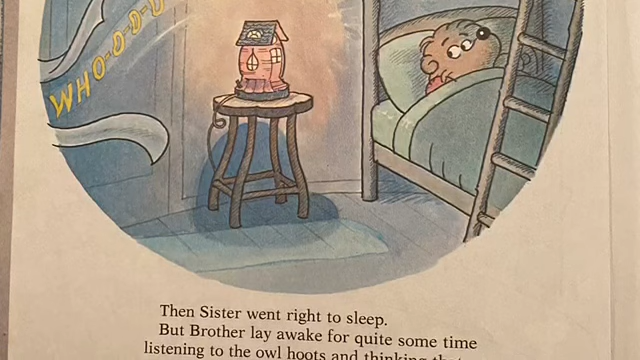 WHO-O-O-O
Then Sister went right to sleep.
But Brother lay awake for quite some time
listening to the owl hoots and thinking that